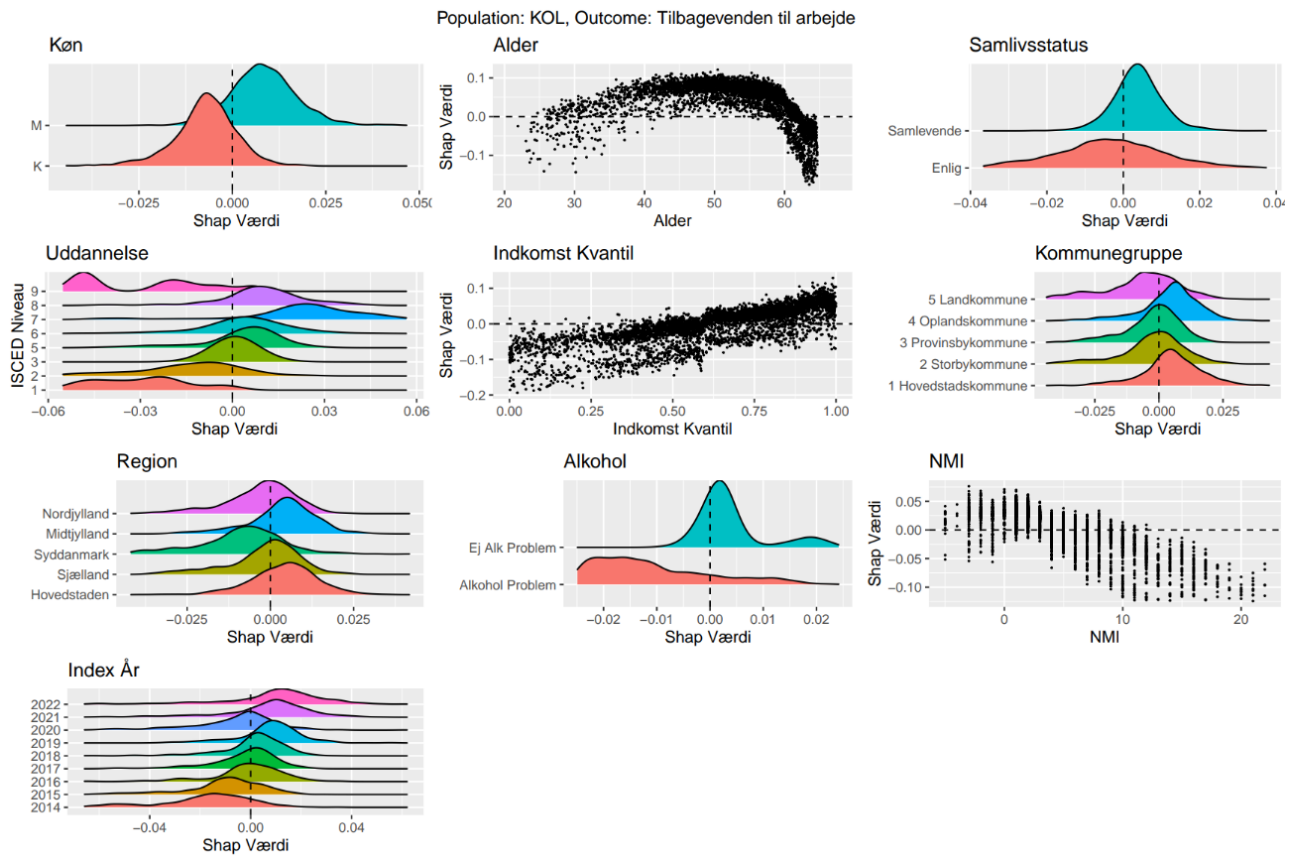 Population: KOL, Outcome: Tilbagevenden til arbejde
Køn
M
K
−0.025 0.000 0.025 0.050
Shap Værdi
Alder
Shap Værdi
0.1
0.0
−0.1
20 30 40 50 60
Alder
Samlivsstatus
Samlevende
Enlig
−0.04 −0.02 0.00 0.02 0.04
Shap Værdi
Uddannelse
ISCED Niveau
9
8
7
6
5
3
2
1
−0.06 −0.03 0.00 0.03 0.06
Shap Værdi
Indkomst Kvantil
Shap Værdi
0.1
0.0
−0.1
−0.2
0.00 0.25 0.50 0.75 1.00
Indkomst Kvantil
Kommunegruppe
5 Landkommune
4 Oplandskommune
3 Provinsbykommune
2 Storbykommune
1 Hovedstadskommune
−0.025 0.000 0.025
Shap Værdi
Region
Nordjylland
Midtjylland
Syddanmark
Sjælland
Hovedstaden
−0.025 0.000 0.025
Shap Værdi
Alkohol
Ej Alk Problem
Alkohol Problem
−0.02 −0.01 0.00 0.01 0.02
Shap Værdi
NMI
Shap Værdi
0.05
0.00
−0.05
−0.10
0 10 20
NMI
Index År
2022
2021
2020
2019
2018
2017
2016
2015
2014
−0.04 0.00 0.04
Shap Værdi